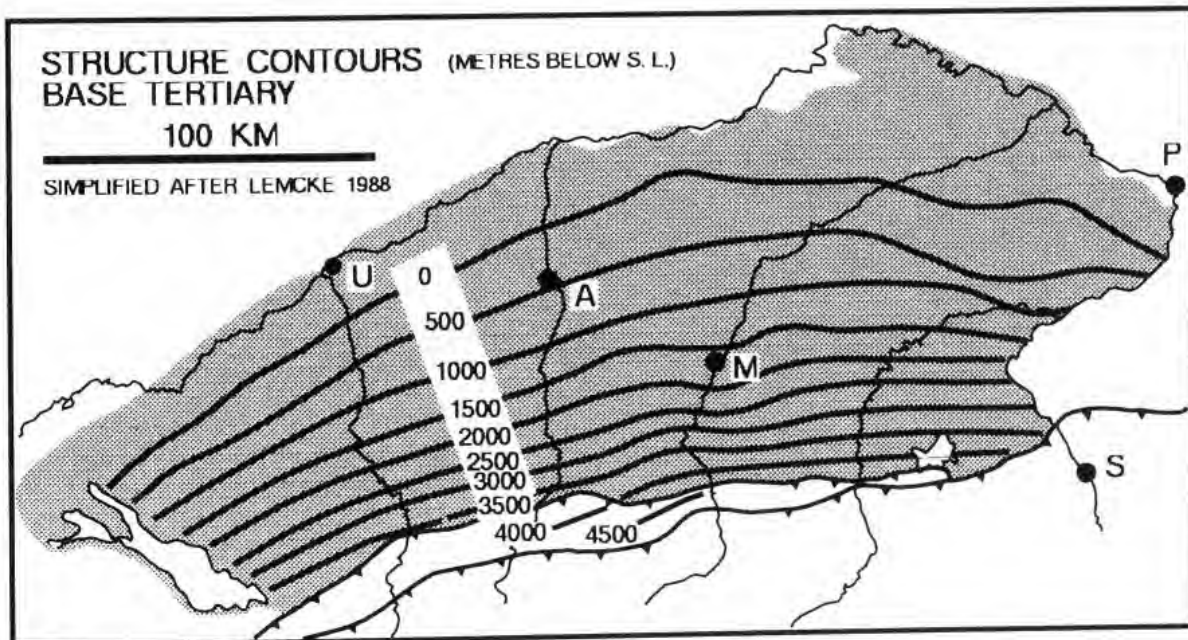 STRUCTURE CONTOURS (METRES BELOW S. L.)
BASE TERTIARY
100 KM
SIMPLIFIED AFTER LEMCKE 1988
P
U
0
A
500
M
1000
1500
2000
2500
S
3000
3500
4000 4500